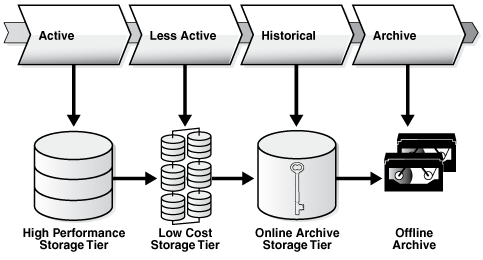 Active
Less Active
Historical
Archive
High Performance
Storage Tier
Low Cost
Storage Tier
Online Archive
Storage Tier
Offline
Archive